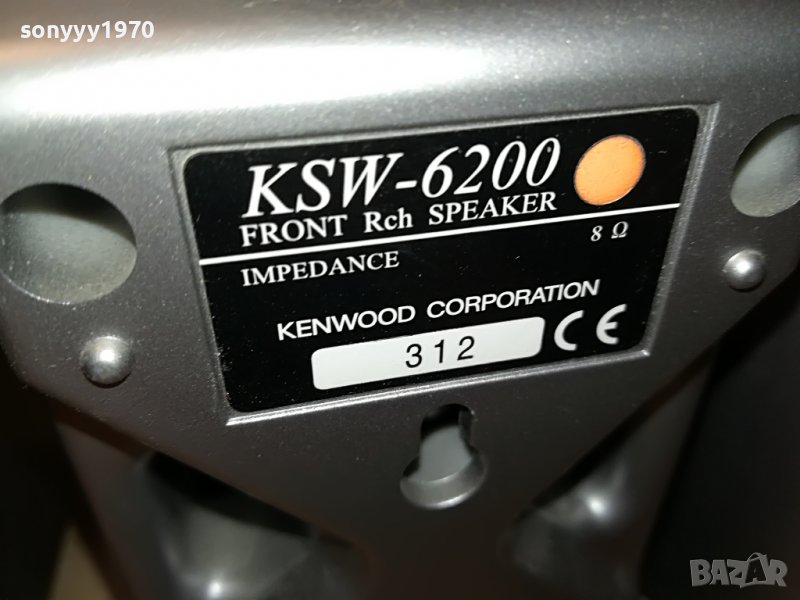 sonyyy1970
KSW-6200
FRONT Rch SPEAKER
IMPEDANCE 8 Ω
KENWOOD CORPORATION
312 CE
BAZAR